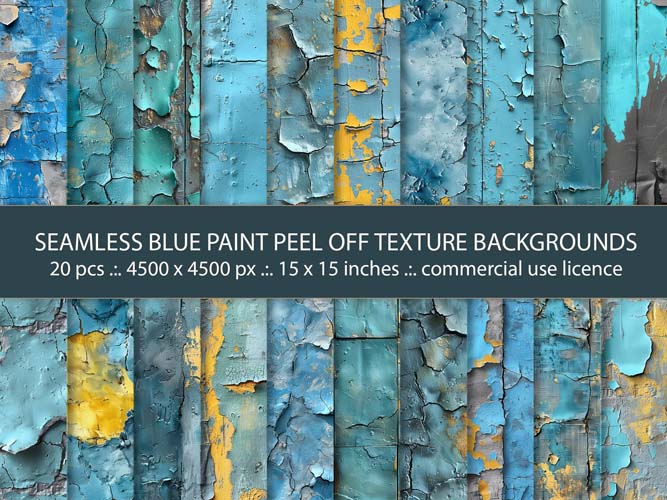 SEAMLESS BLUE PAINT PEEL OFF TEXTURE BACKGROUNDS
20 pcs .:. 4500 x 4500 px .:. 15 x 15 inches .:. commercial use licence